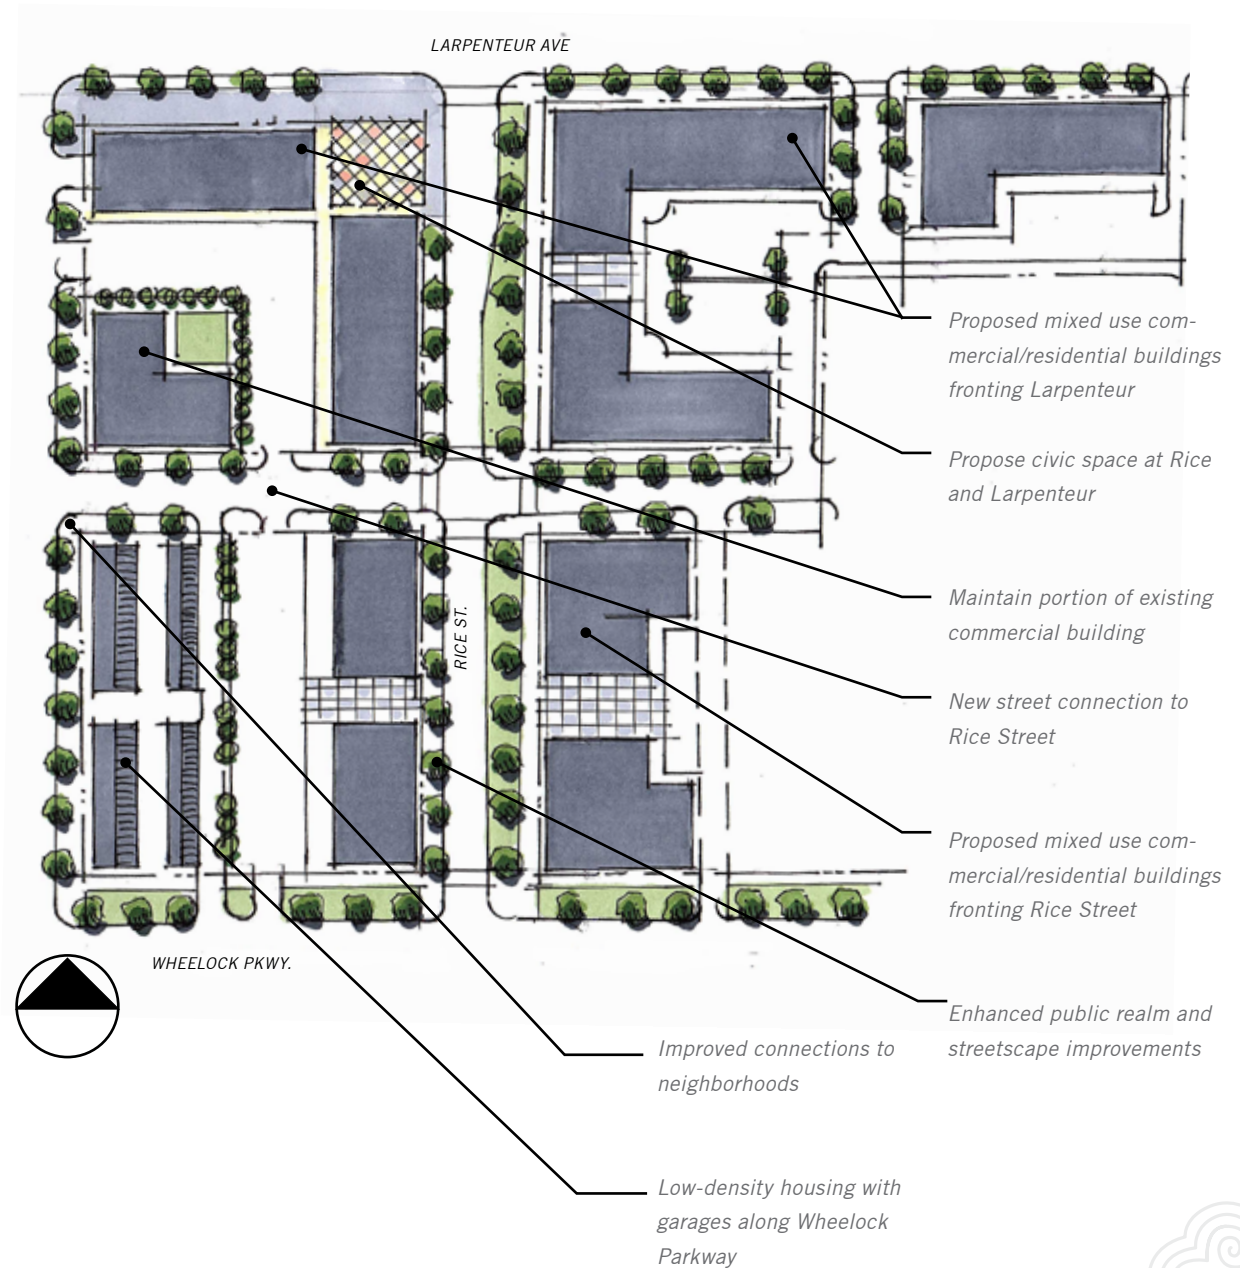 LARPENTEUR AVE
Proposed mixed use com-
mercial/residential buildings
fronting Larpenteur
Propose civic space at Rice
and Larpenteur
Maintain portion of existing
commercial building
RICE ST.
New street connection to
Rice Street
Proposed mixed use com-
mercial/residential buildings
fronting Rice Street
WHEELOCK PKWY.
Enhanced public realm and
streetscape improvements
Improved connections to
neighborhoods
Low-density housing with
garages along Wheelock
Parkway